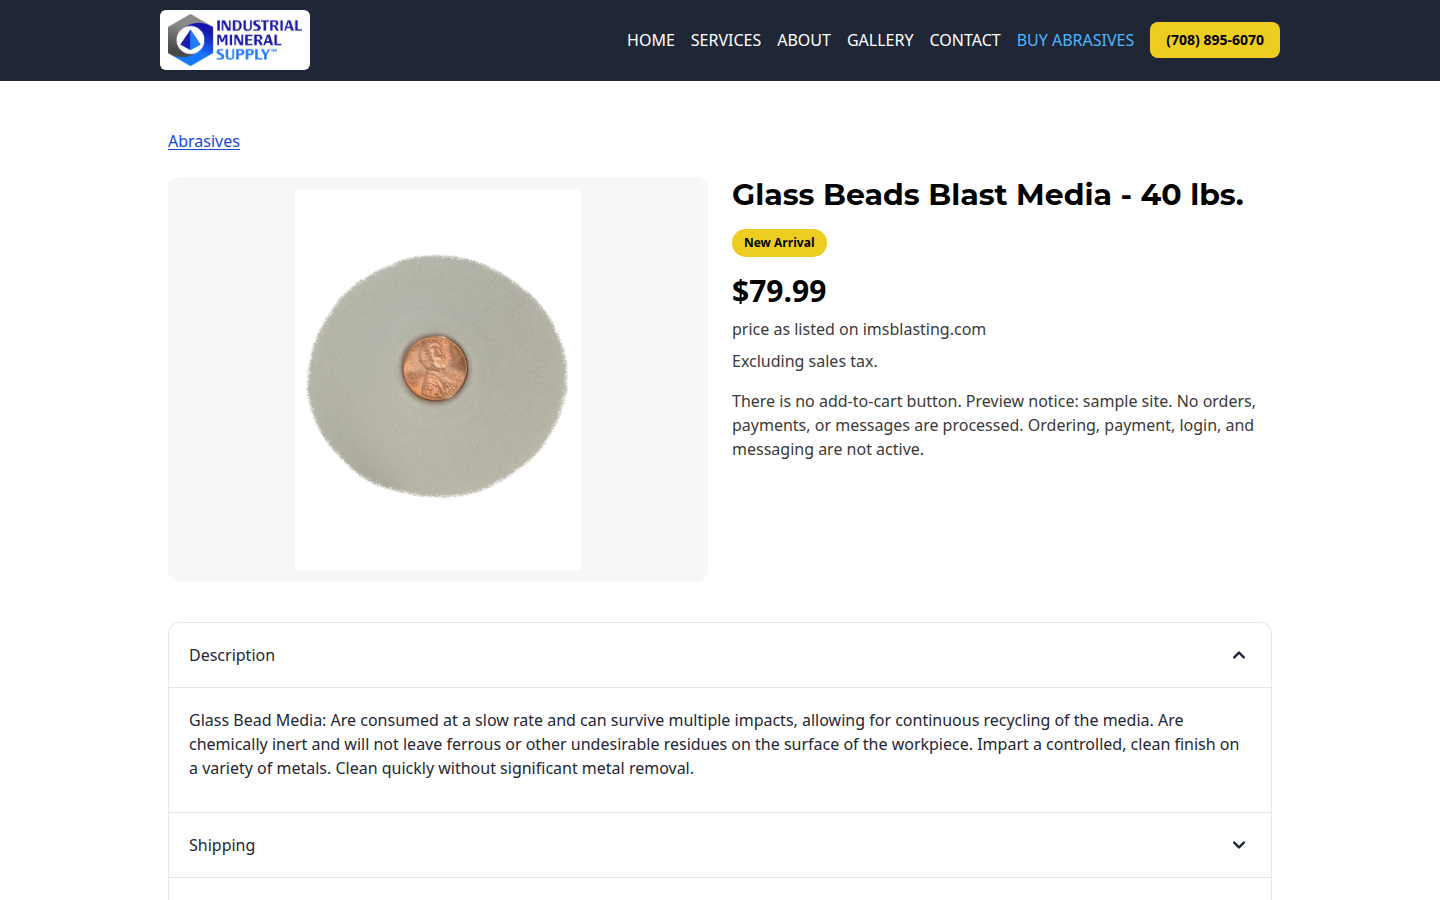 INDUSTRIAL
MINERAL
SUPPLY™
HOME SERVICES ABOUT GALLERY CONTACT BUY ABRASIVES (708) 895-6070
Abrasives
Glass Beads Blast Media - 40 lbs.
New Arrival
$79.99
price as listed on imsblasting.com
Excluding sales tax.
There is no add-to-cart button. Preview notice: sample site. No orders,
payments, or messages are processed. Ordering, payment, login, and
messaging are not active.
Description
Glass Bead Media: Are consumed at a slow rate and can survive multiple impacts, allowing for continuous recycling of the media. Are
chemically inert and will not leave ferrous or other undesirable residues on the surface of the workpiece. Impart a controlled, clean finish on
a variety of metals. Clean quickly without significant metal removal.
Shipping